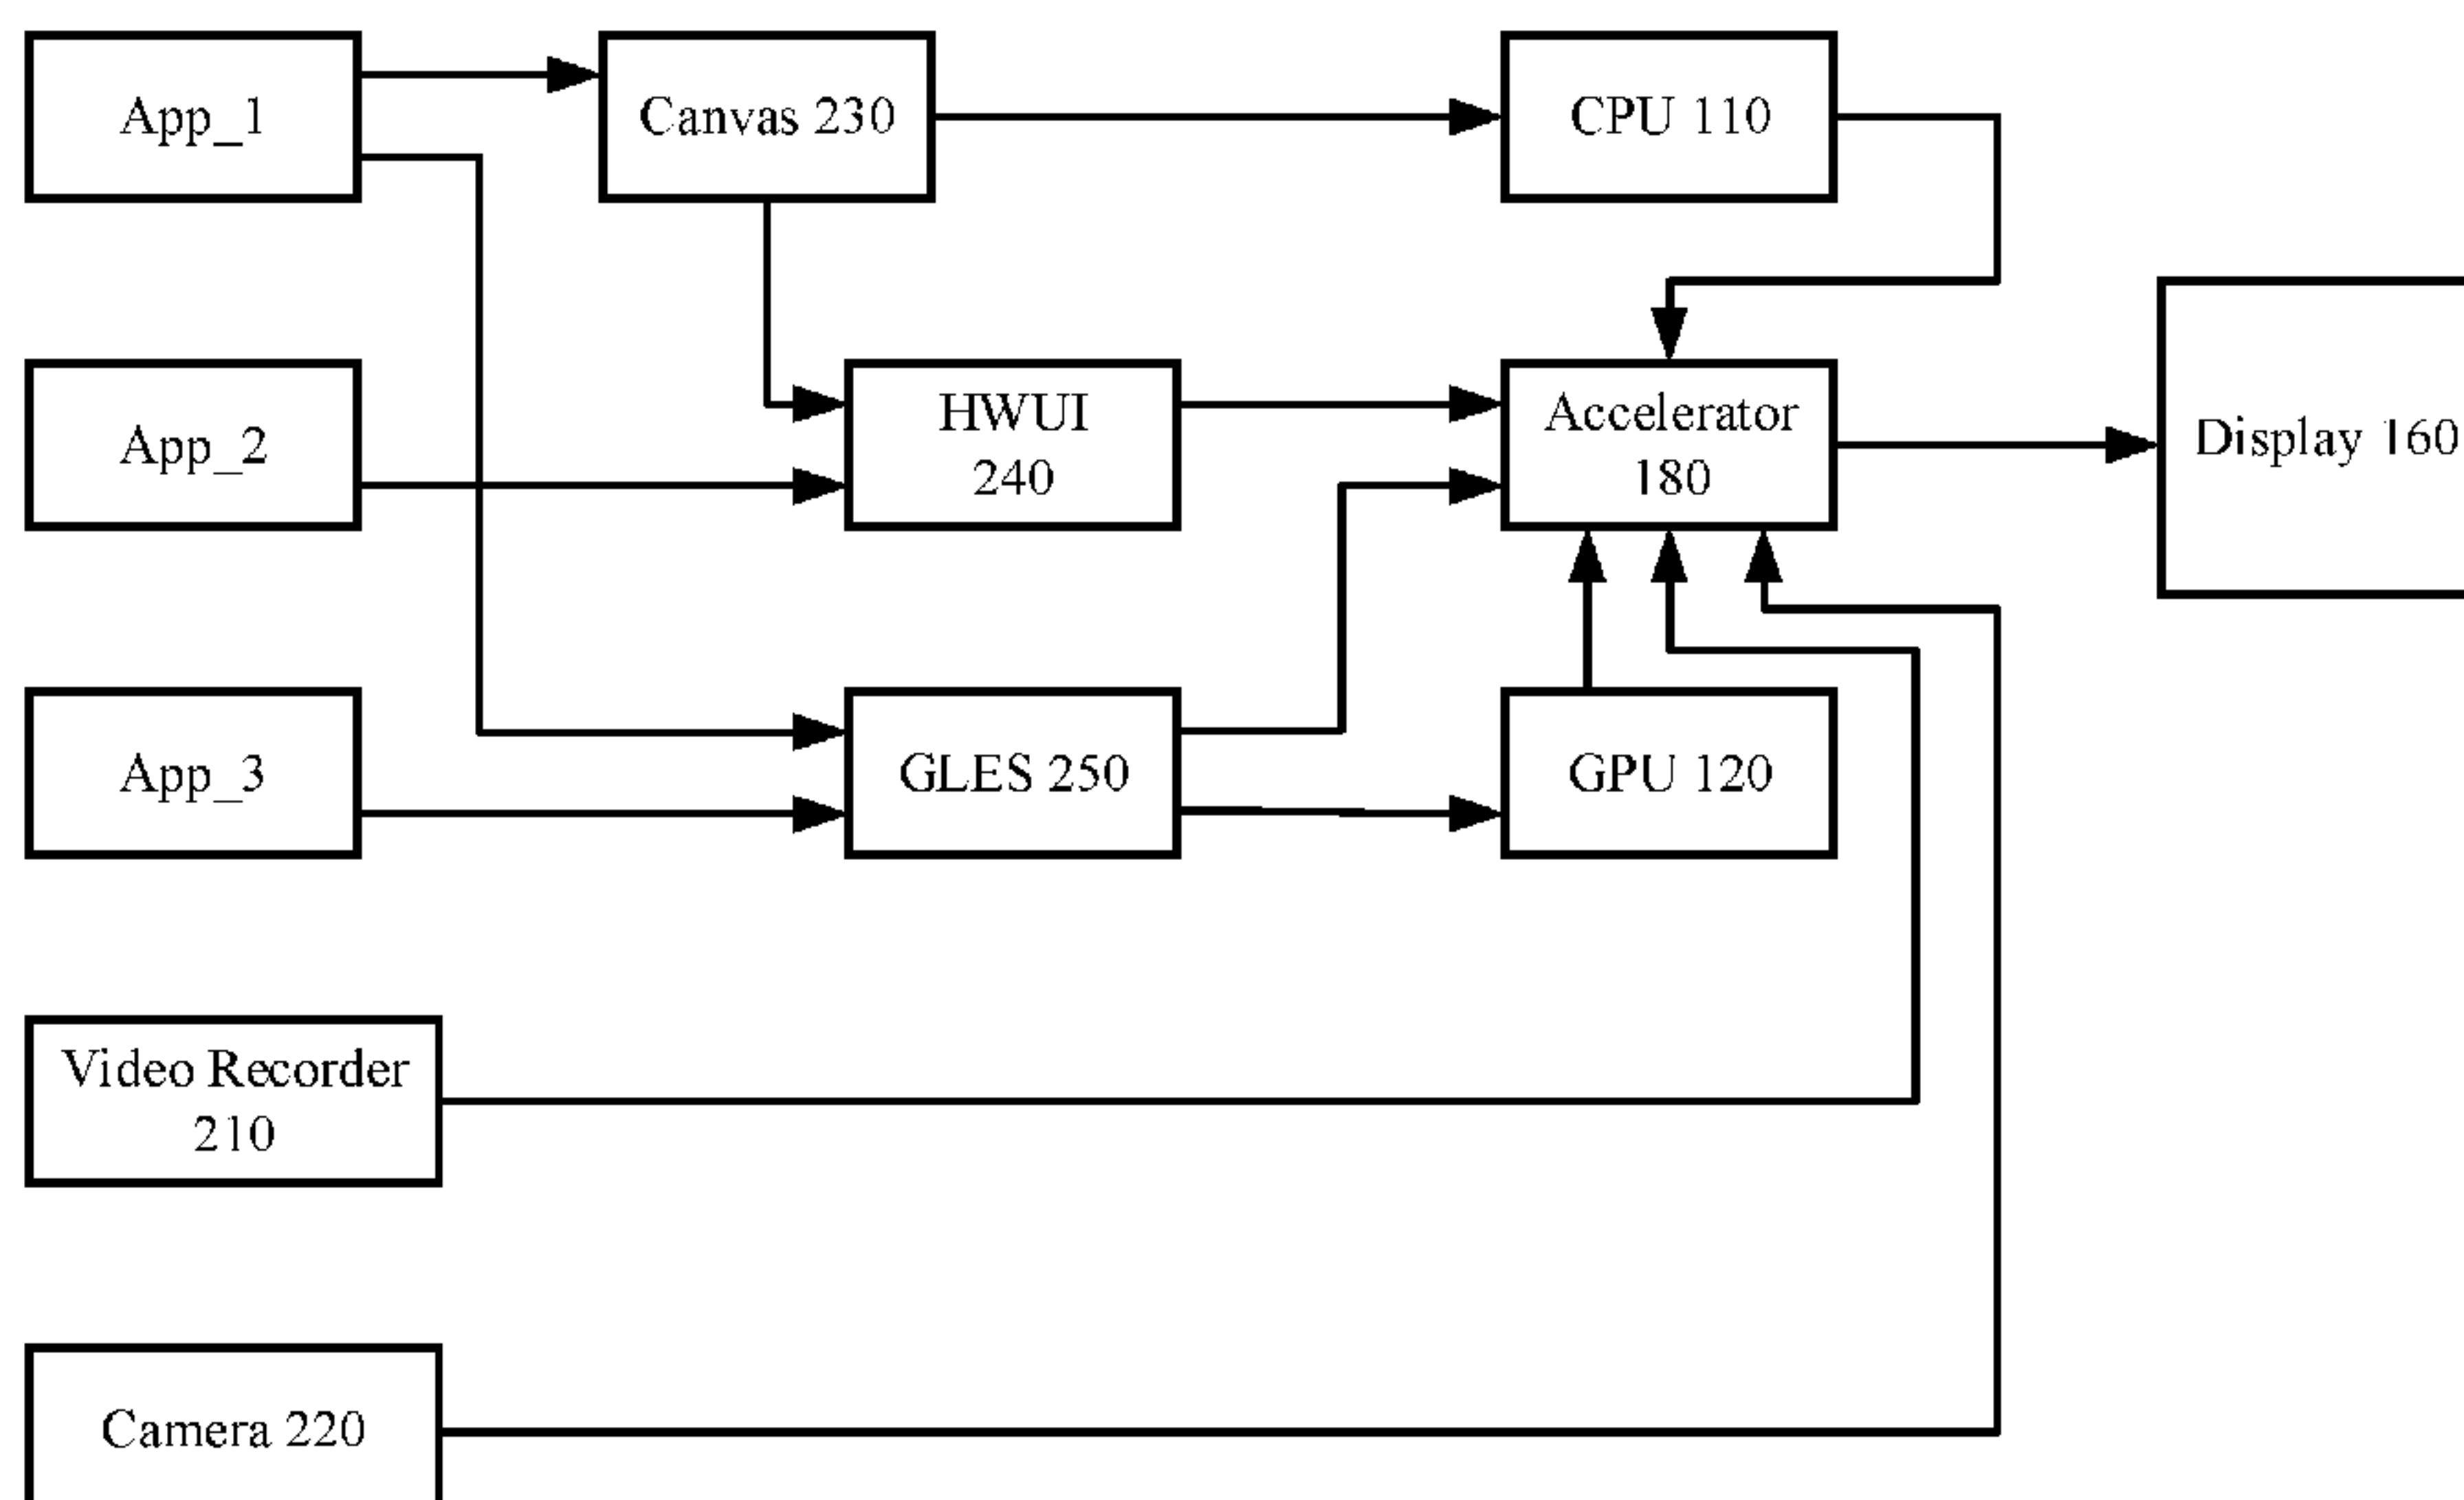 App_1
Canvas 230
CPU 110
App_2
HWUI
240
Accelerator
180
Display 160
App_3
GLES 250
GPU 120
Video Recorder
210
Camera 220